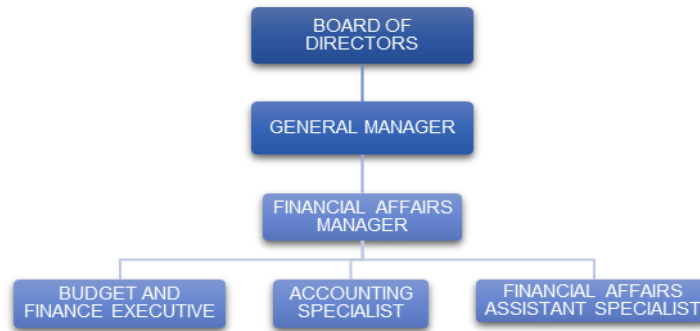 BOARD OF
DIRECTORS
GENERAL MANAGER
FINANCIAL AFFAIRS
MANAGER
BUDGET AND
FINANCE EXECUTIVE
ACCOUNTING
SPECIALIST
FINANCIAL AFFAIRS
ASSISTANT SPECIALIST